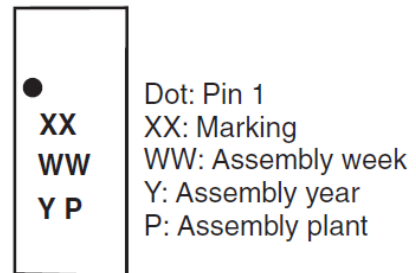 XX
WW
Y P
Dot: Pin 1
XX: Marking
WW: Assembly week
Y: Assembly year
P: Assembly plant